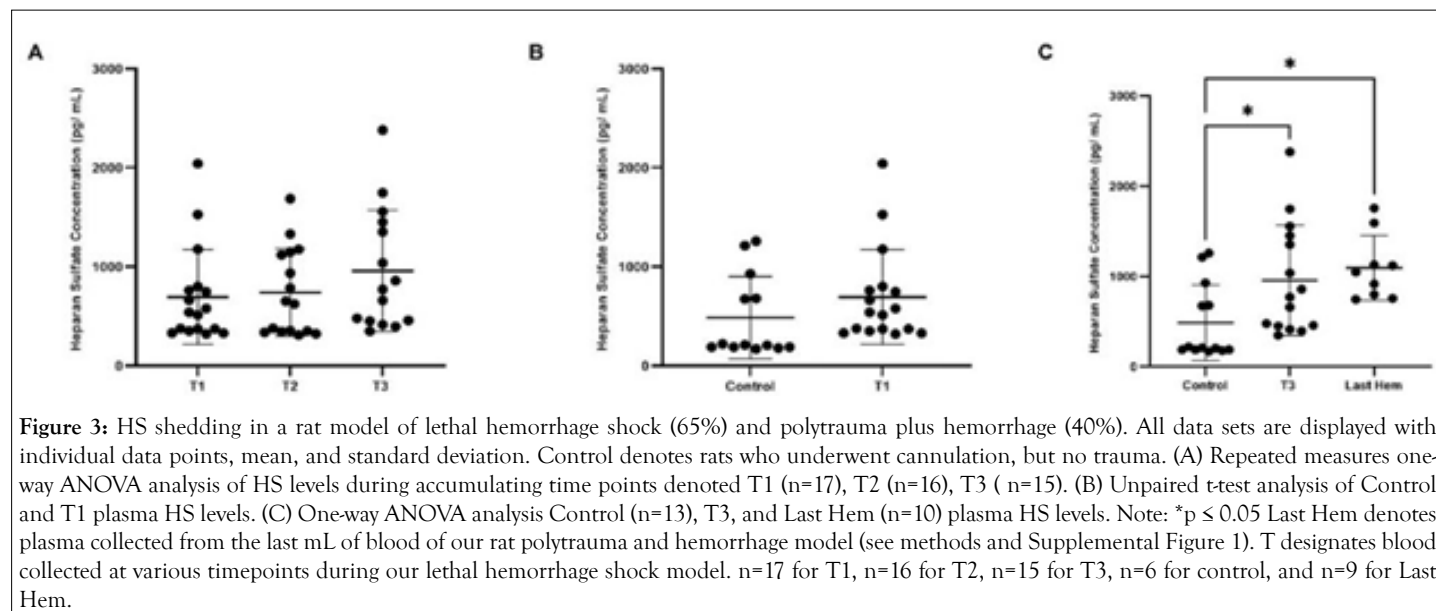 A
B
C
Heparan Sulfate Concentration (pg/ mL)
3000
2000
1000
0
T1 T2 T3
Heparan Sulfate Concentration (pg/ mL)
3000
2000
1000
0
Control T1
Heparan Sulfate Concentration (pg/ mL)
3000
2000
1000
0
* *
Control T3 Last Hem
Figure 3: HS shedding in a rat model of lethal hemorrhage shock (65%) and polytrauma plus hemorrhage (40%). All data sets are displayed with
individual data points, mean, and standard deviation. Control denotes rats who underwent cannulation, but no trauma. (A) Repeated measures one-
way ANOVA analysis of HS levels during accumulating time points denoted T1 (n=17), T2 (n=16), T3 ( n=15). (B) Unpaired t-test analysis of Control
and T1 plasma HS levels. (C) One-way ANOVA analysis Control (n=13), T3, and Last Hem (n=10) plasma HS levels. Note: *p ≤ 0.05 Last Hem denotes
plasma collected from the last mL of blood of our rat polytrauma and hemorrhage model (see methods and Supplemental Figure 1). T designates blood
collected at various timepoints during our lethal hemorrhage shock model. n=17 for T1, n=16 for T2, n=15 for T3, n=6 for control, and n=9 for Last
Hem.